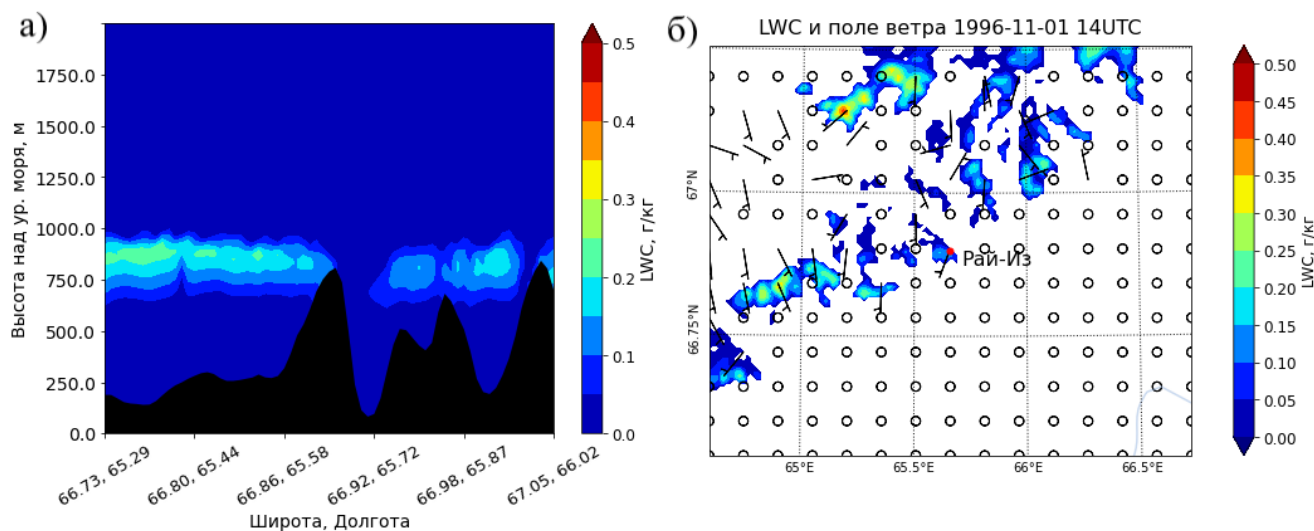 а)
1750.0
1500.0
1250.0
1000.0
750.0
500.0
250.0
0.0
Высота над ур. моря, м
66.73, 65.29
66.80, 65.44
66.86, 65.58
66.92, 65.72
66.98, 65.87
67.05, 66.02
Широта, Долгота
0.5
0.4
0.3
0.2
0.1
0.0
LWC, г/кг
б)
LWC и поле ветра 1996-11-01 14UTC
67°N
66.75°N
Рай-Из
65°E
65.5°E
66°E
66.5°E
0.50
0.45
0.40
0.35
0.30
0.25
0.20
0.15
0.10
0.05
0.00
LWC, г/кг